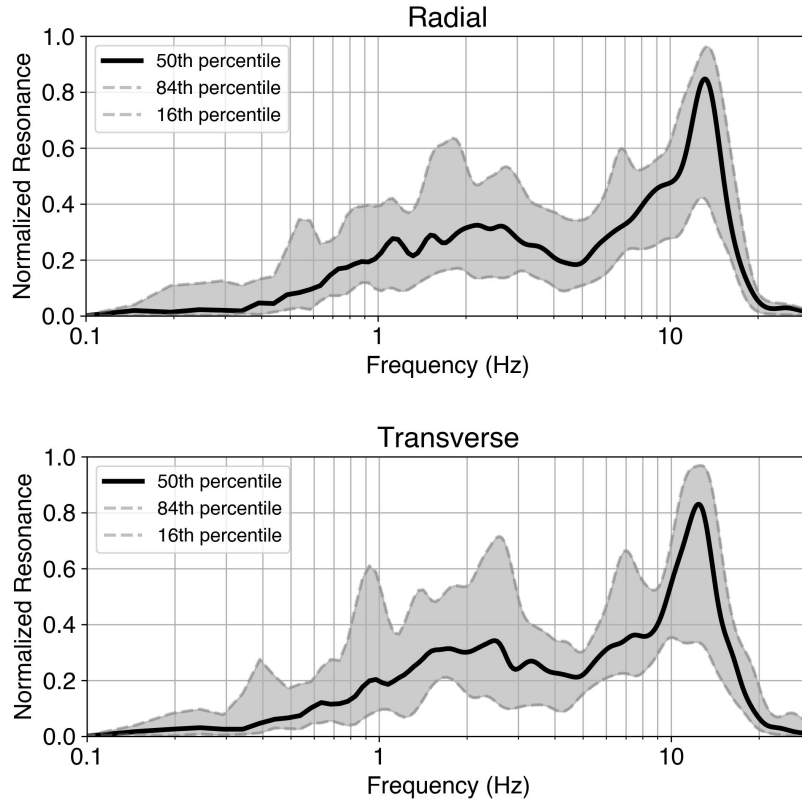 Radial
Normalized Resonance
1.0
0.8
0.6
0.4
0.2
0.0
50th percentile
84th percentile
16th percentile
0.1 1 10
Frequency (Hz)
Transverse
Normalized Resonance
1.0
0.8
0.6
0.4
0.2
0.0
50th percentile
84th percentile
16th percentile
0.1 1 10
Frequency (Hz)